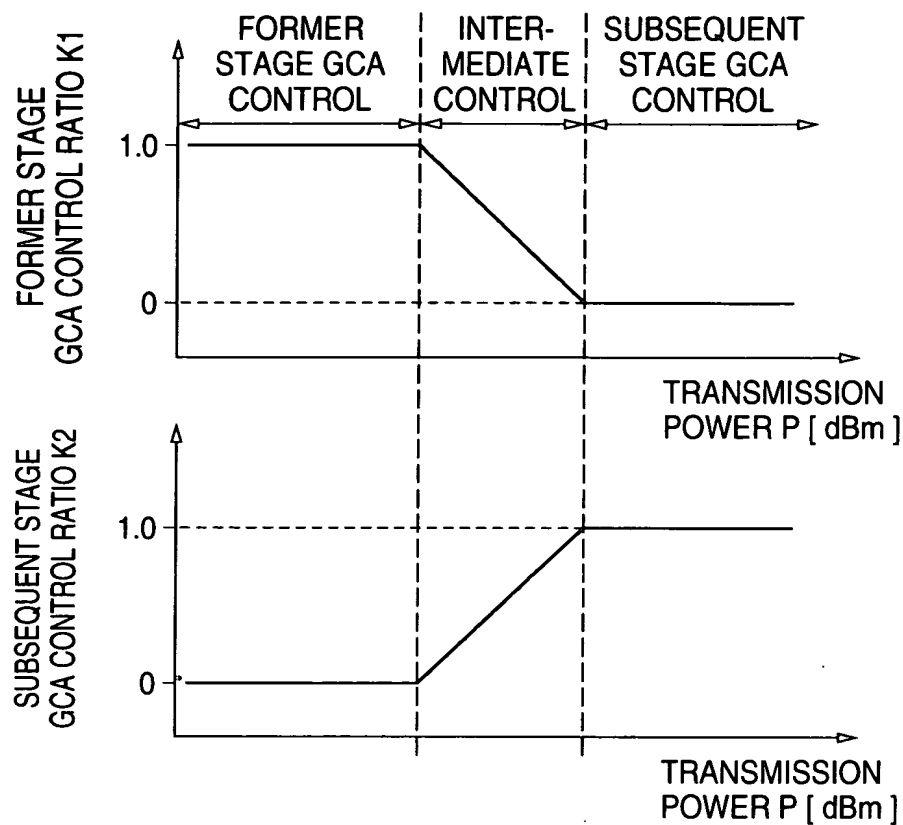 FORMER
STAGE GCA
CONTROL
INTER-
MEDIATE
CONTROL
SUBSEQUENT
STAGE GCA
CONTROL
FORMER STAGE
GCA CONTROL RATIO K1
1.0
0
TRANSMISSION
POWER P [ dBm ]
SUBSEQUENT STAGE
GCA CONTROL RATIO K2
1.0
0
TRANSMISSION
POWER P [ dBm ]